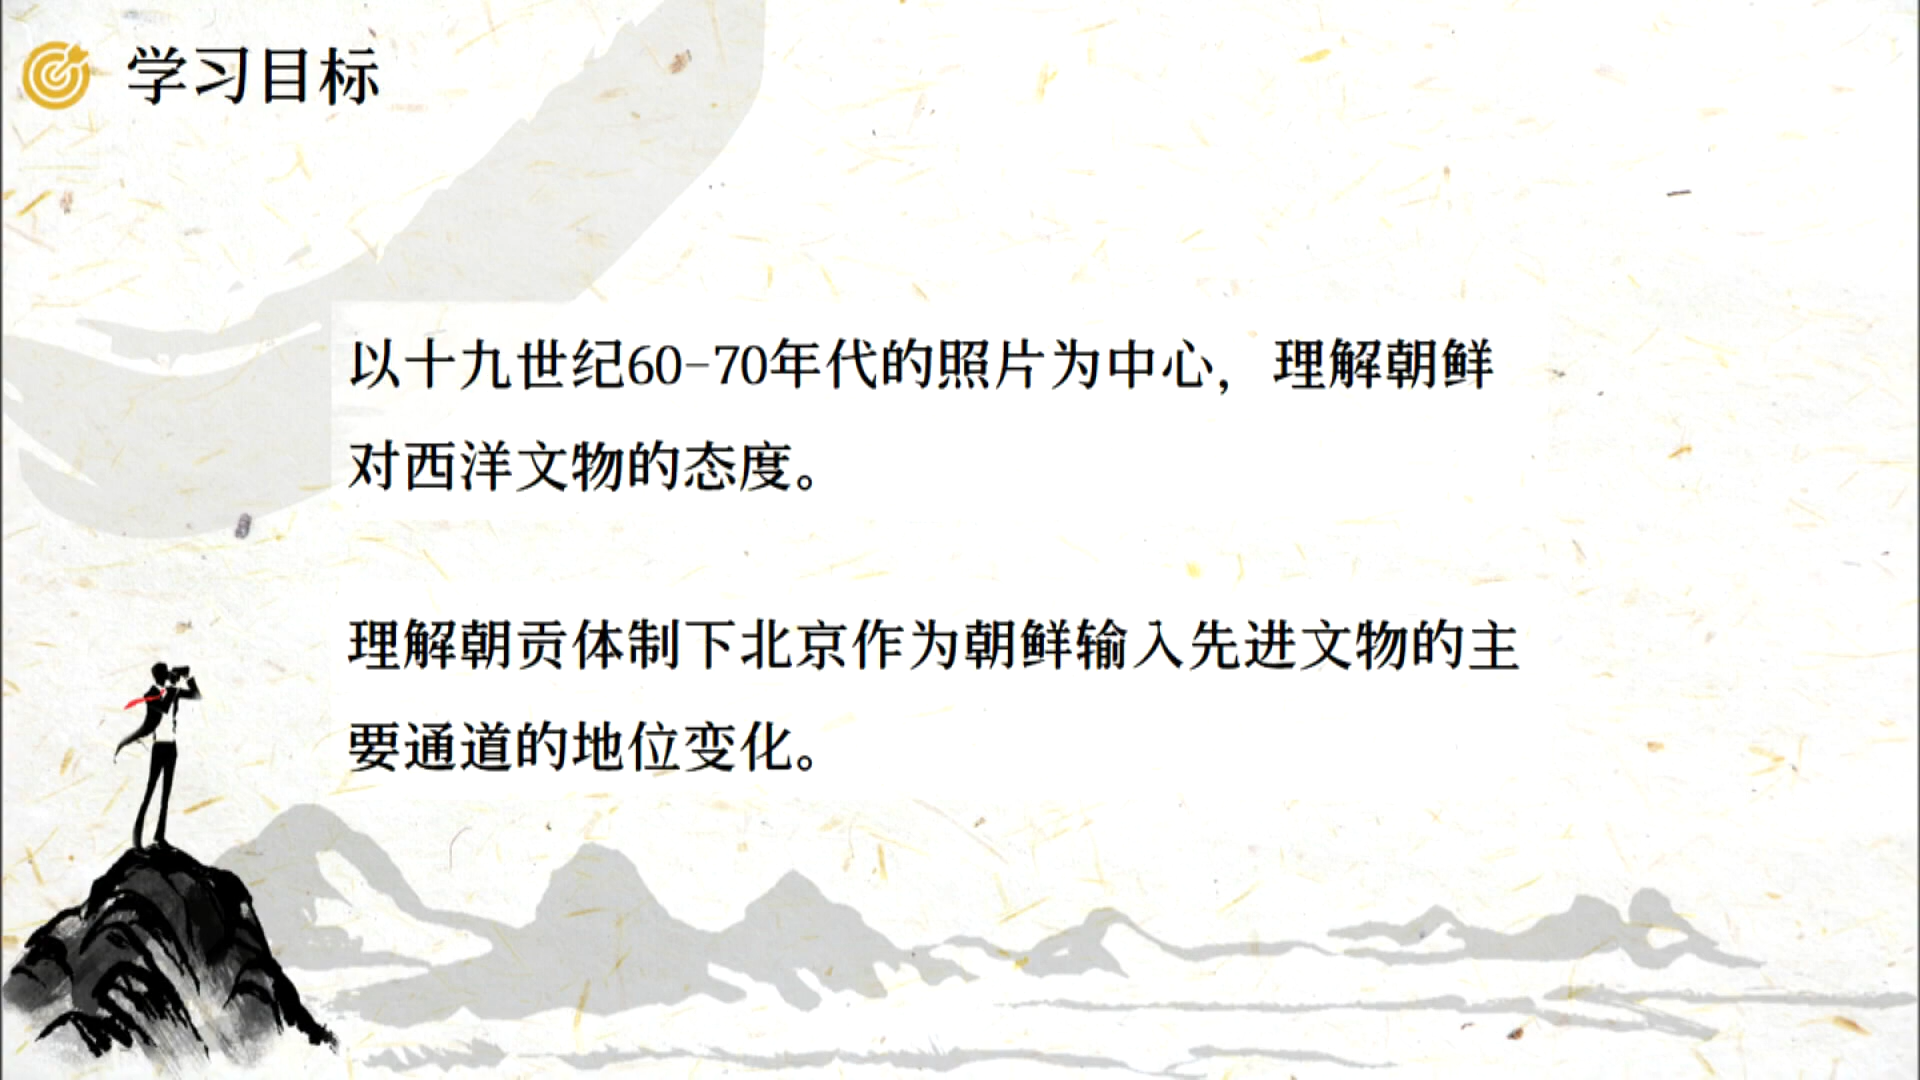 学习目标
以十九世纪60-70年代的照片为中心，理解朝鲜
对西洋文物的态度。
理解朝贡体制下北京作为朝鲜输入先进文物的主
要通道的地位变化。